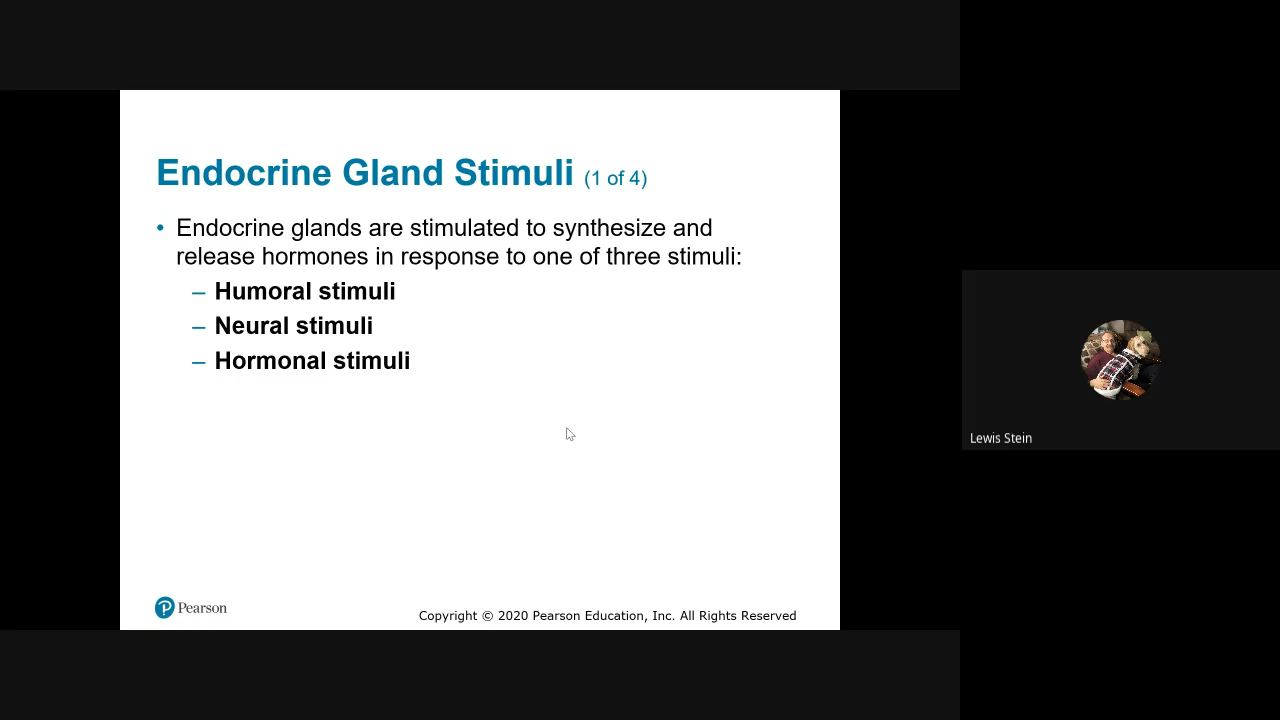 Endocrine Gland Stimuli (1 of 4)
• Endocrine glands are stimulated to synthesize and
release hormones in response to one of three stimuli:
– Humoral stimuli
– Neural stimuli
– Hormonal stimuli
Lewis Stein
Pearson
Copyright © 2020 Pearson Education, Inc. All Rights Reserved